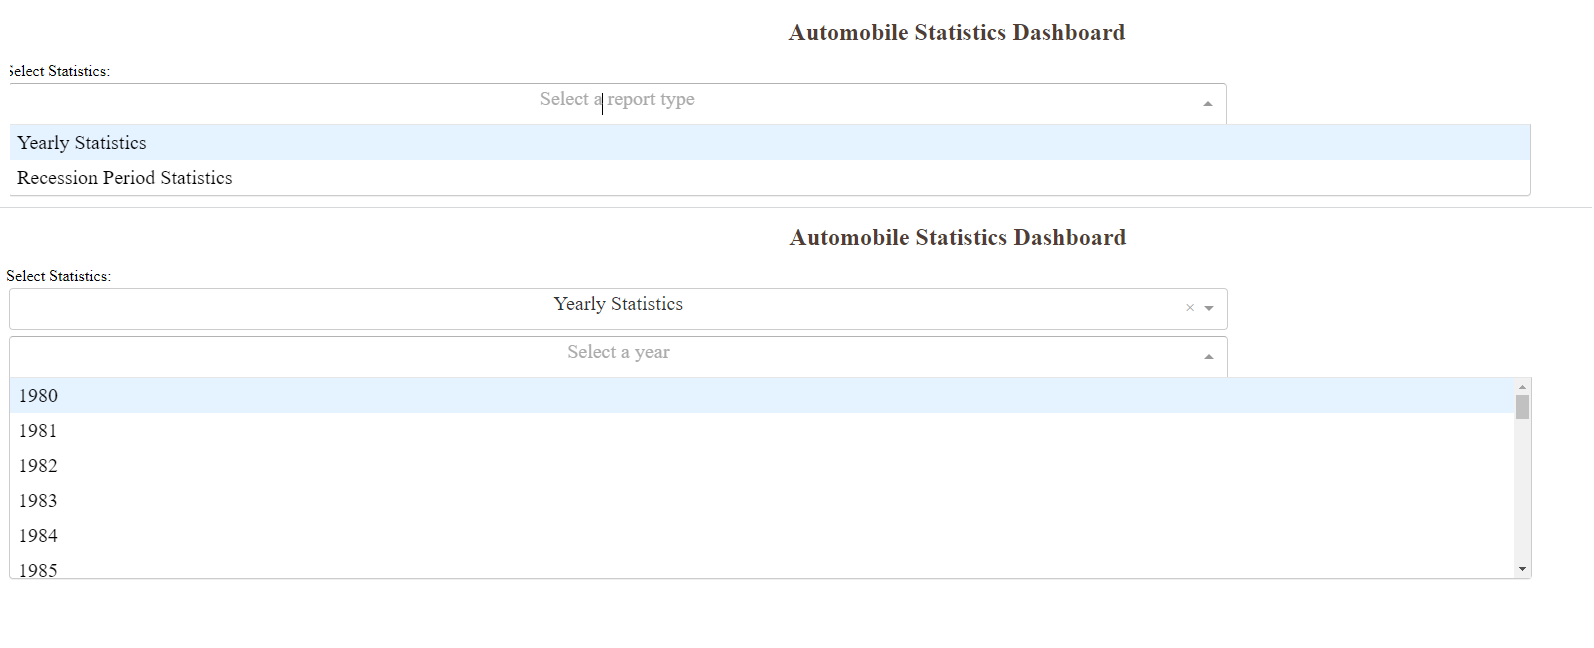 Automobile Statistics Dashboard
Select Statistics:
Select a report type
Yearly Statistics
Recession Period Statistics
Automobile Statistics Dashboard
Select Statistics:
Yearly Statistics
Select a year
1980
1981
1982
1983
1984
1985